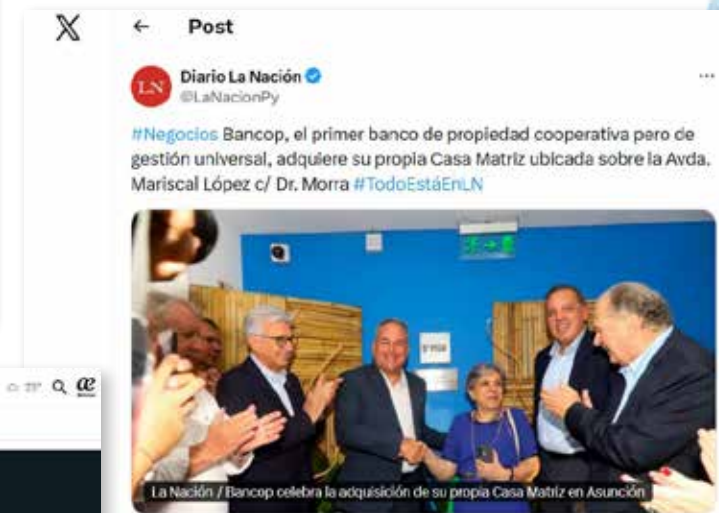 Post
Diario La Nación
@LaNacionPy
#Negocios Bancop, el primer banco de propiedad cooperativa pero de
gestión universal, adquiere su propia Casa Matriz ubicada sobre la Avda.
Mariscal López c/ Dr. Morra #TodoEstáEnLN
LN
La Nación / Bancop celebra la adquisición de su propia Casa Matriz en Asunción